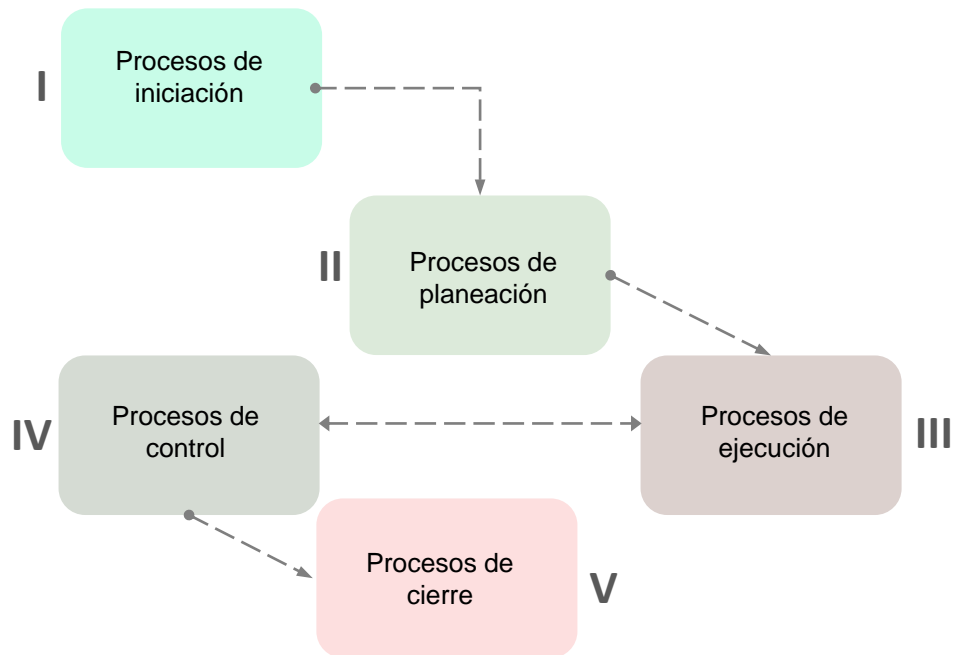 I
Procesos de
iniciación
II
Procesos de
planeación
III
Procesos de
ejecución
IV
Procesos de
control
Procesos de
cierre
V